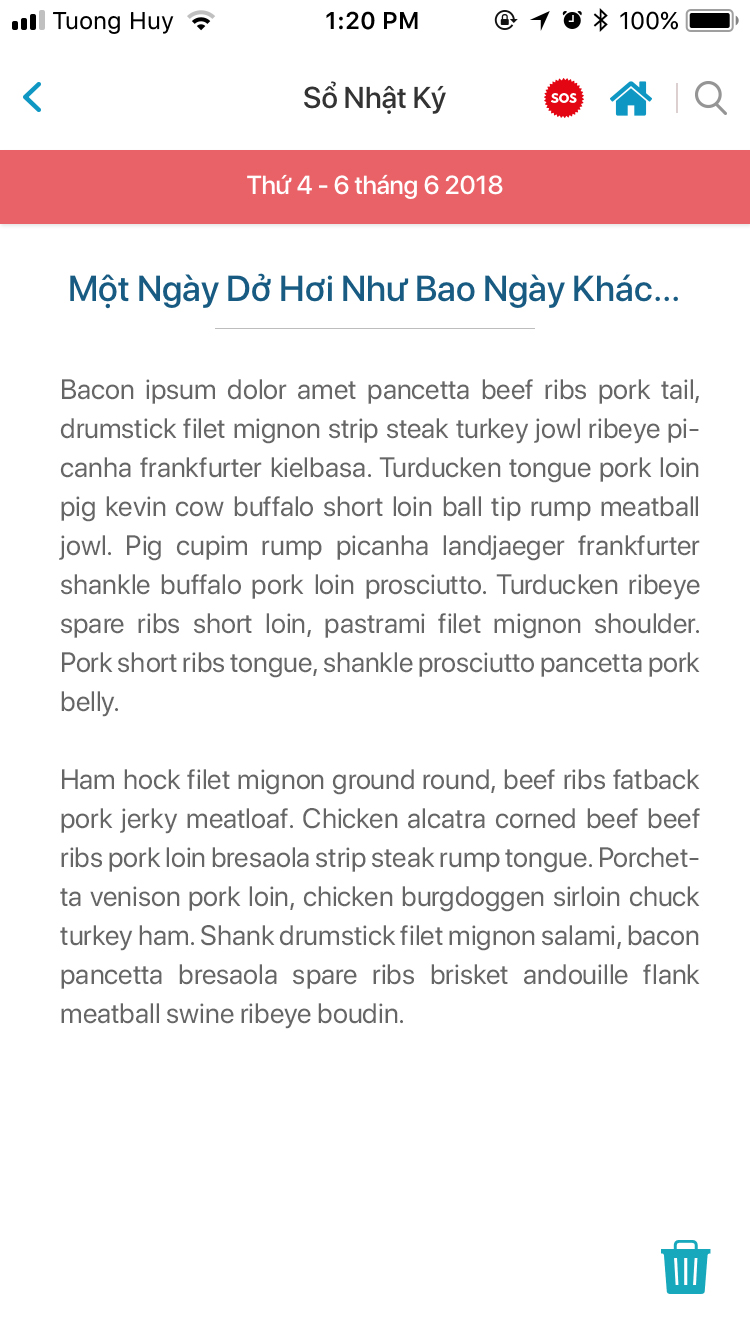 Tuong Huy 1:20 PM 100%
Sổ Nhật Ký SOS
Thứ 4 - 6 tháng 6 2018
Một Ngày Dở Hơi Như Bao Ngày Khác...
Bacon ipsum dolor amet pancetta beef ribs pork tail,
drumstick filet mignon strip steak turkey jowl ribeye pi-
canha frankfurter kielbasa. Turducken tongue pork loin
pig kevin cow buffalo short loin ball tip rump meatball
jowl. Pig cupim rump picanha landjaeger frankfurter
shankle buffalo pork loin prosciutto. Turducken ribeye
spare ribs short loin, pastrami filet mignon shoulder.
Pork short ribs tongue, shankle prosciutto pancetta pork
belly.
Ham hock filet mignon ground round, beef ribs fatback
pork jerky meatloaf. Chicken alcatra corned beef beef
ribs pork loin bresaola strip steak rump tongue. Porchet-
ta venison pork loin, chicken burgdoggen sirloin chuck
turkey ham. Shank drumstick filet mignon salami, bacon
pancetta bresaola spare ribs brisket andouille flank
meatball swine ribeye boudin.